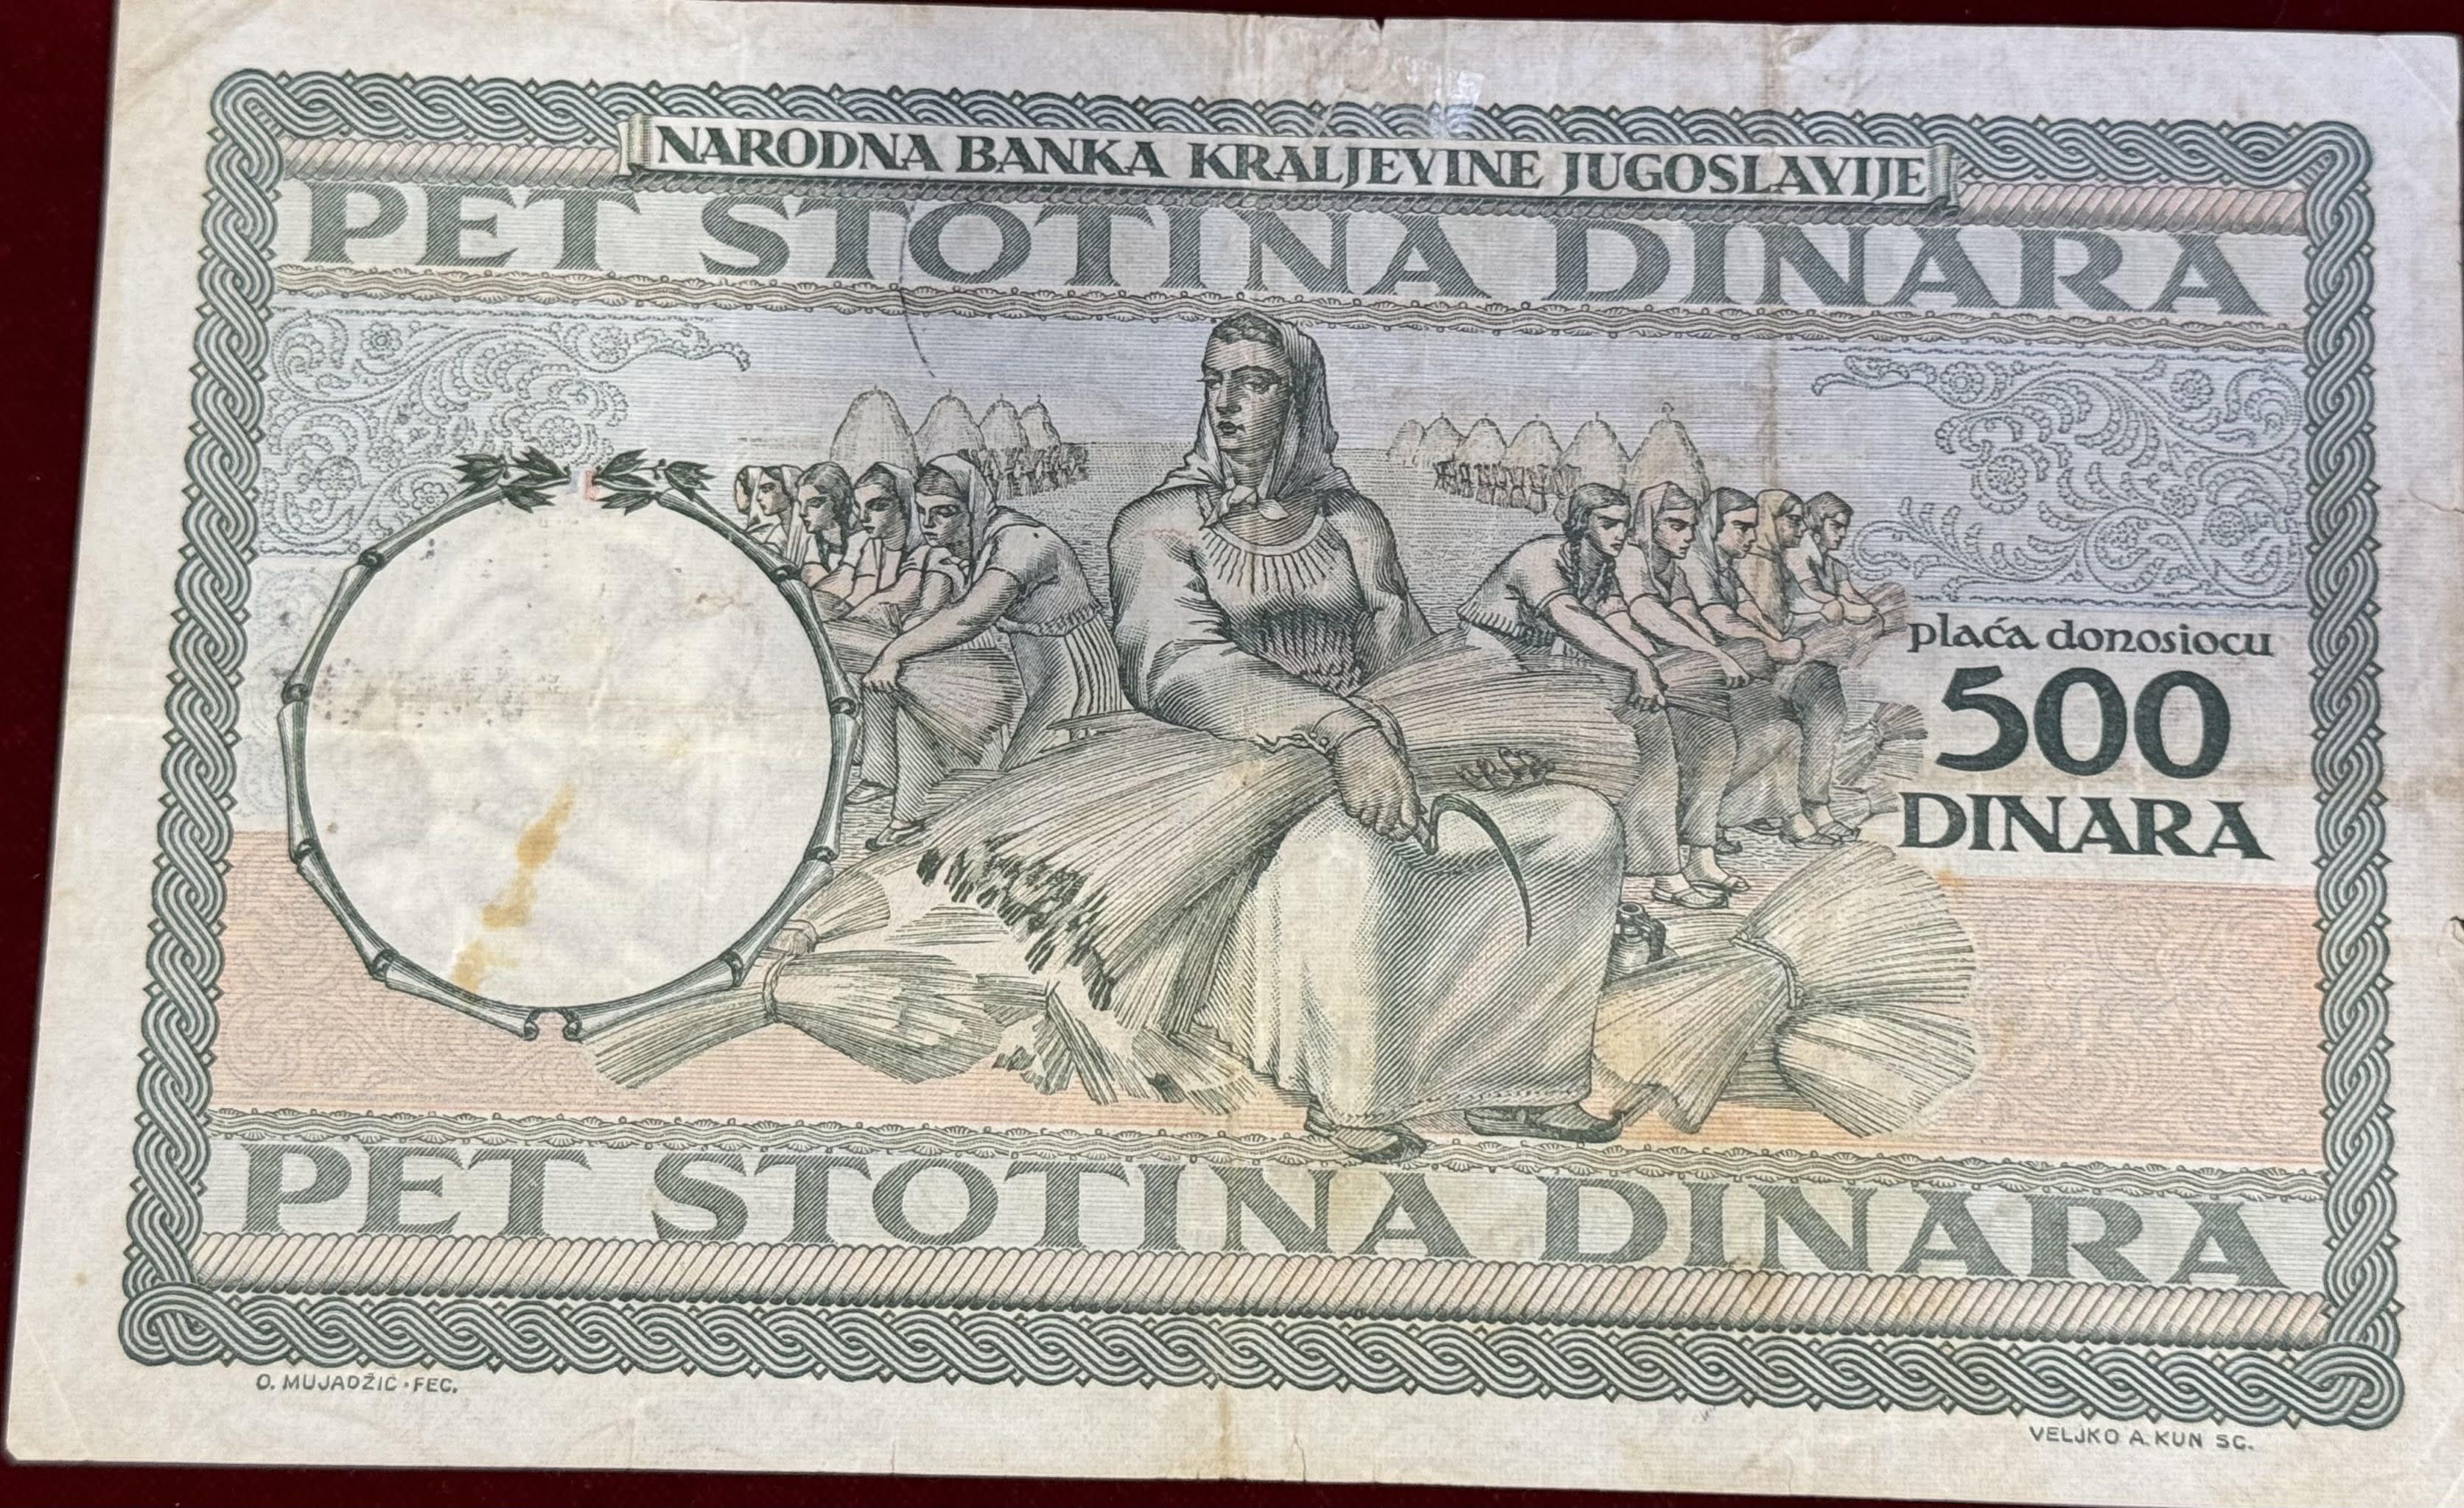 NARODNA BANKA KRALJEVINE JUGOSLAVIJE
PET STOTINA DINARA
plaća donosiocu
500
DINARA
PET STOTINA DINARA
O. MUJADŽIĆ · FEC.
VELJKO A. KUN SC.